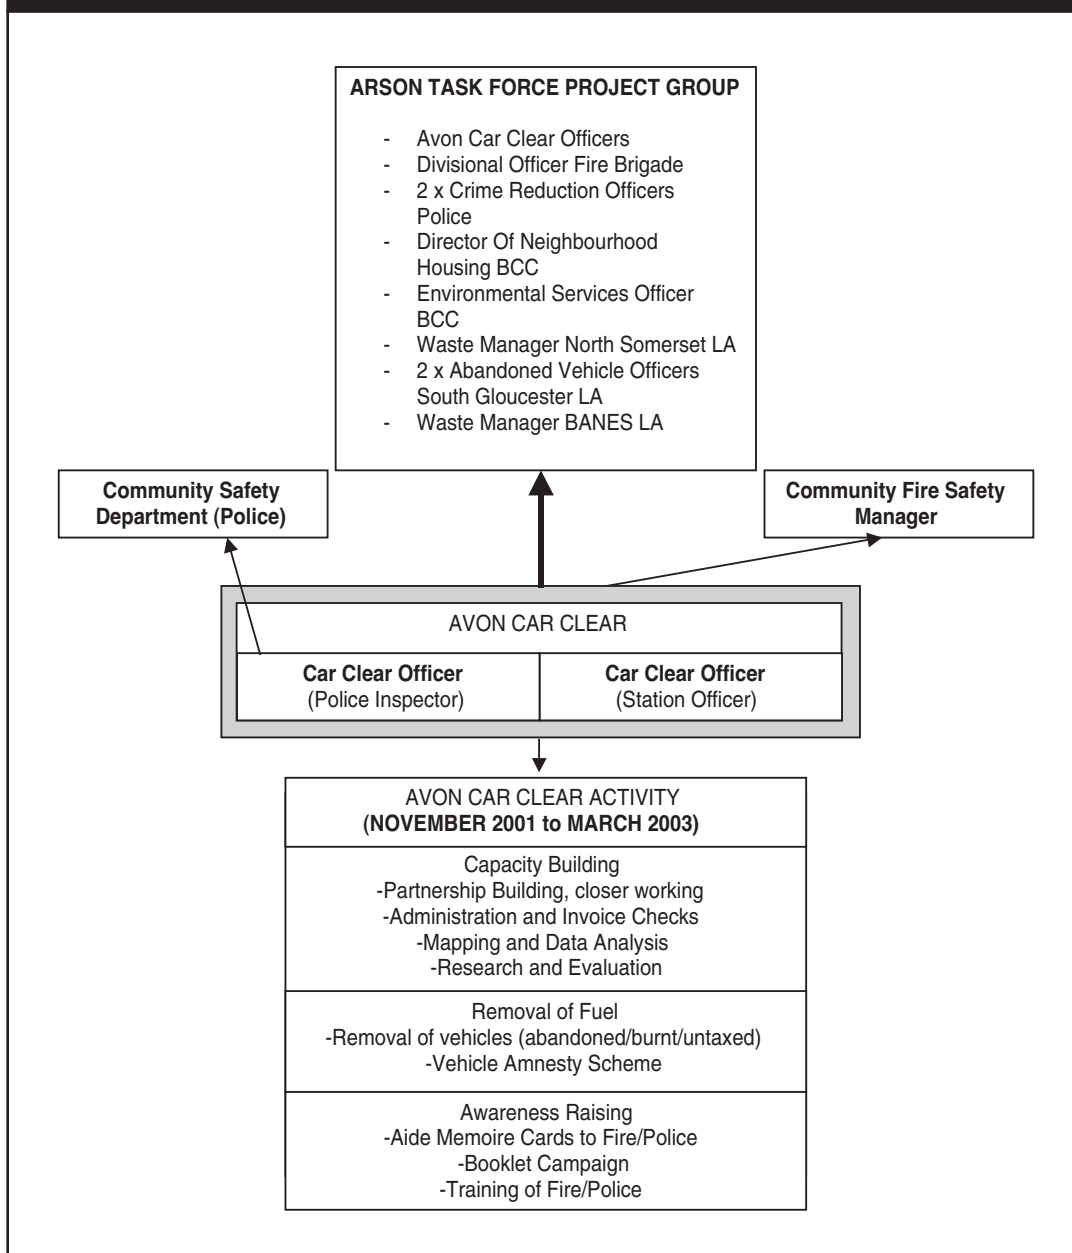 ARSON TASK FORCE PROJECT GROUP
- Avon Car Clear Officers
- Divisional Officer Fire Brigade
- 2 x Crime Reduction Officers
Police
- Director Of Neighbourhood
Housing BCC
- Environmental Services Officer
BCC
- Waste Manager North Somerset LA
- 2 x Abandoned Vehicle Officers
South Gloucester LA
- Waste Manager BANES LA
Community Safety
Department (Police)
Community Fire Safety
Manager
AVON CAR CLEAR
Car Clear Officer
(Police Inspector)
Car Clear Officer
(Station Officer)
AVON CAR CLEAR ACTIVITY
(NOVEMBER 2001 to MARCH 2003)
Capacity Building
-Partnership Building, closer working
-Administration and Invoice Checks
-Mapping and Data Analysis
-Research and Evaluation
Removal of Fuel
-Removal of vehicles (abandoned/burnt/untaxed)
-Vehicle Amnesty Scheme
Awareness Raising
-Aide Memoire Cards to Fire/Police
-Booklet Campaign
-Training of Fire/Police